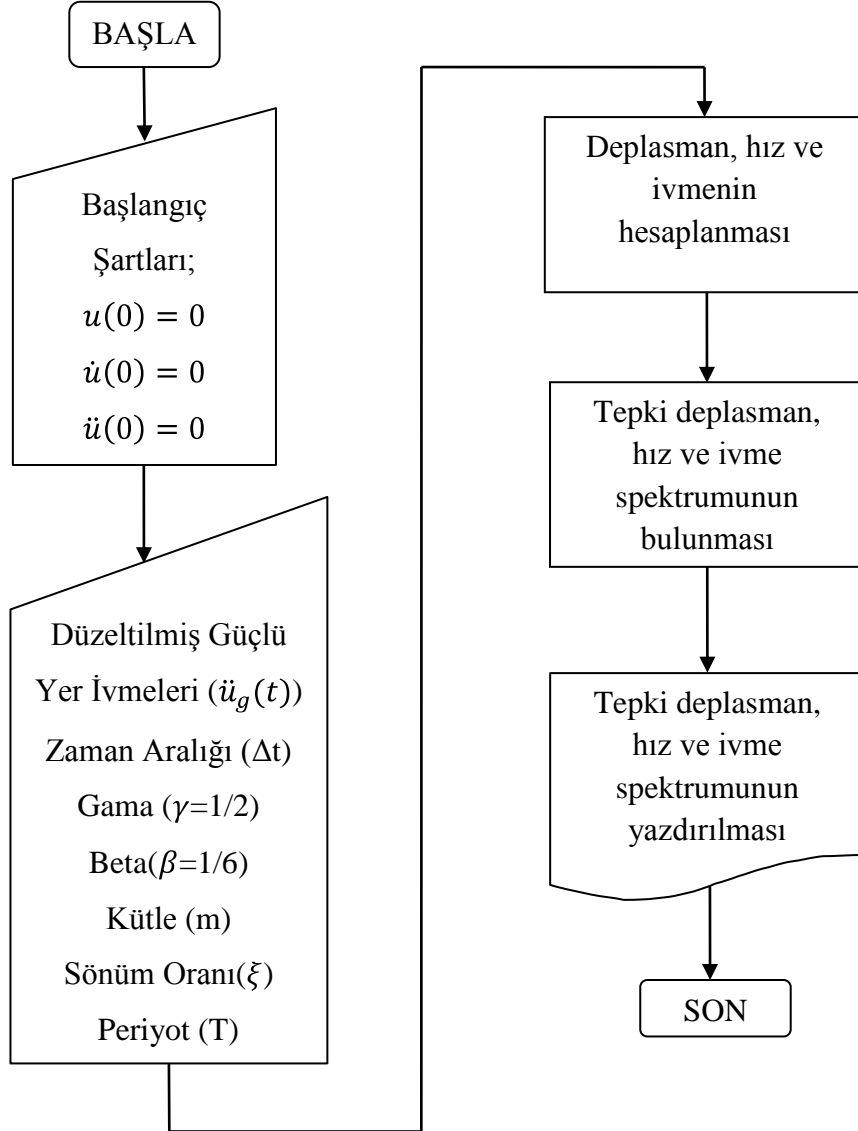 BAŞLA
Başlangıç
Şartları;
u(0) = 0
u̇(0) = 0
ü(0) = 0
Düzeltilmiş Güçlü
Yer İvmeleri (ü_g(t))
Zaman Aralığı (Δt)
Gama (γ=1/2)
Beta(β=1/6)
Kütle (m)
Sönüm Oranı(ξ)
Periyot (T)
Deplasman, hız ve
ivmenin
hesaplanması
Tepki deplasman,
hız ve ivme
spektrumunun
bulunması
Tepki deplasman,
hız ve ivme
spektrumunun
yazdırılması
SON